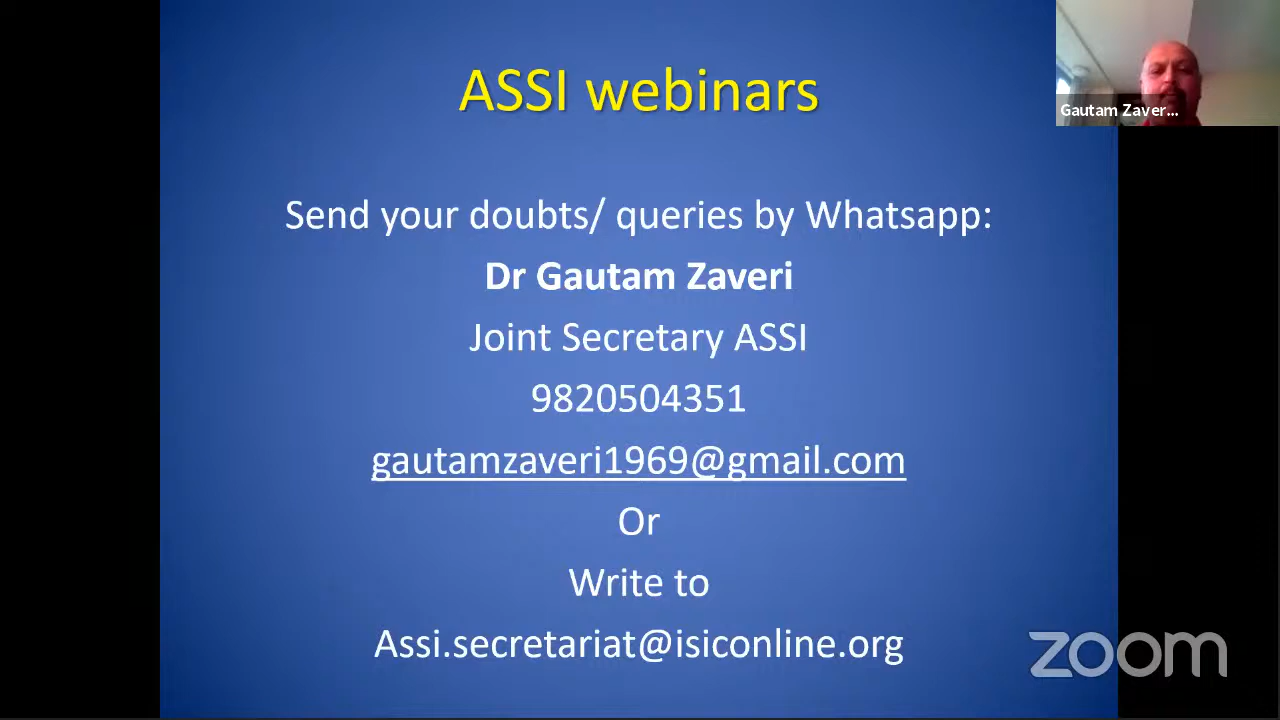 ASSI webinars
Gautam Zaver...
Send your doubts/ queries by Whatsapp:
Dr Gautam Zaveri
Joint Secretary ASSI
9820504351
gautamzaveri1969@gmail.com
Or
Write to
Assi.secretariat@isiconline.org
zoom